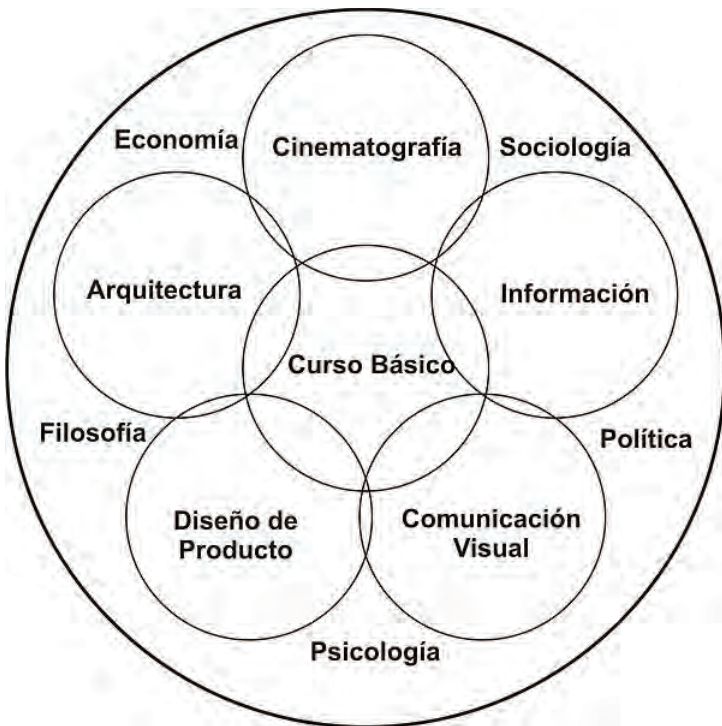 Economía
Cinematografía
Sociología
Arquitectura
Información
Curso Básico
Filosofía
Política
Diseño de
Producto
Comunicación
Visual
Psicología